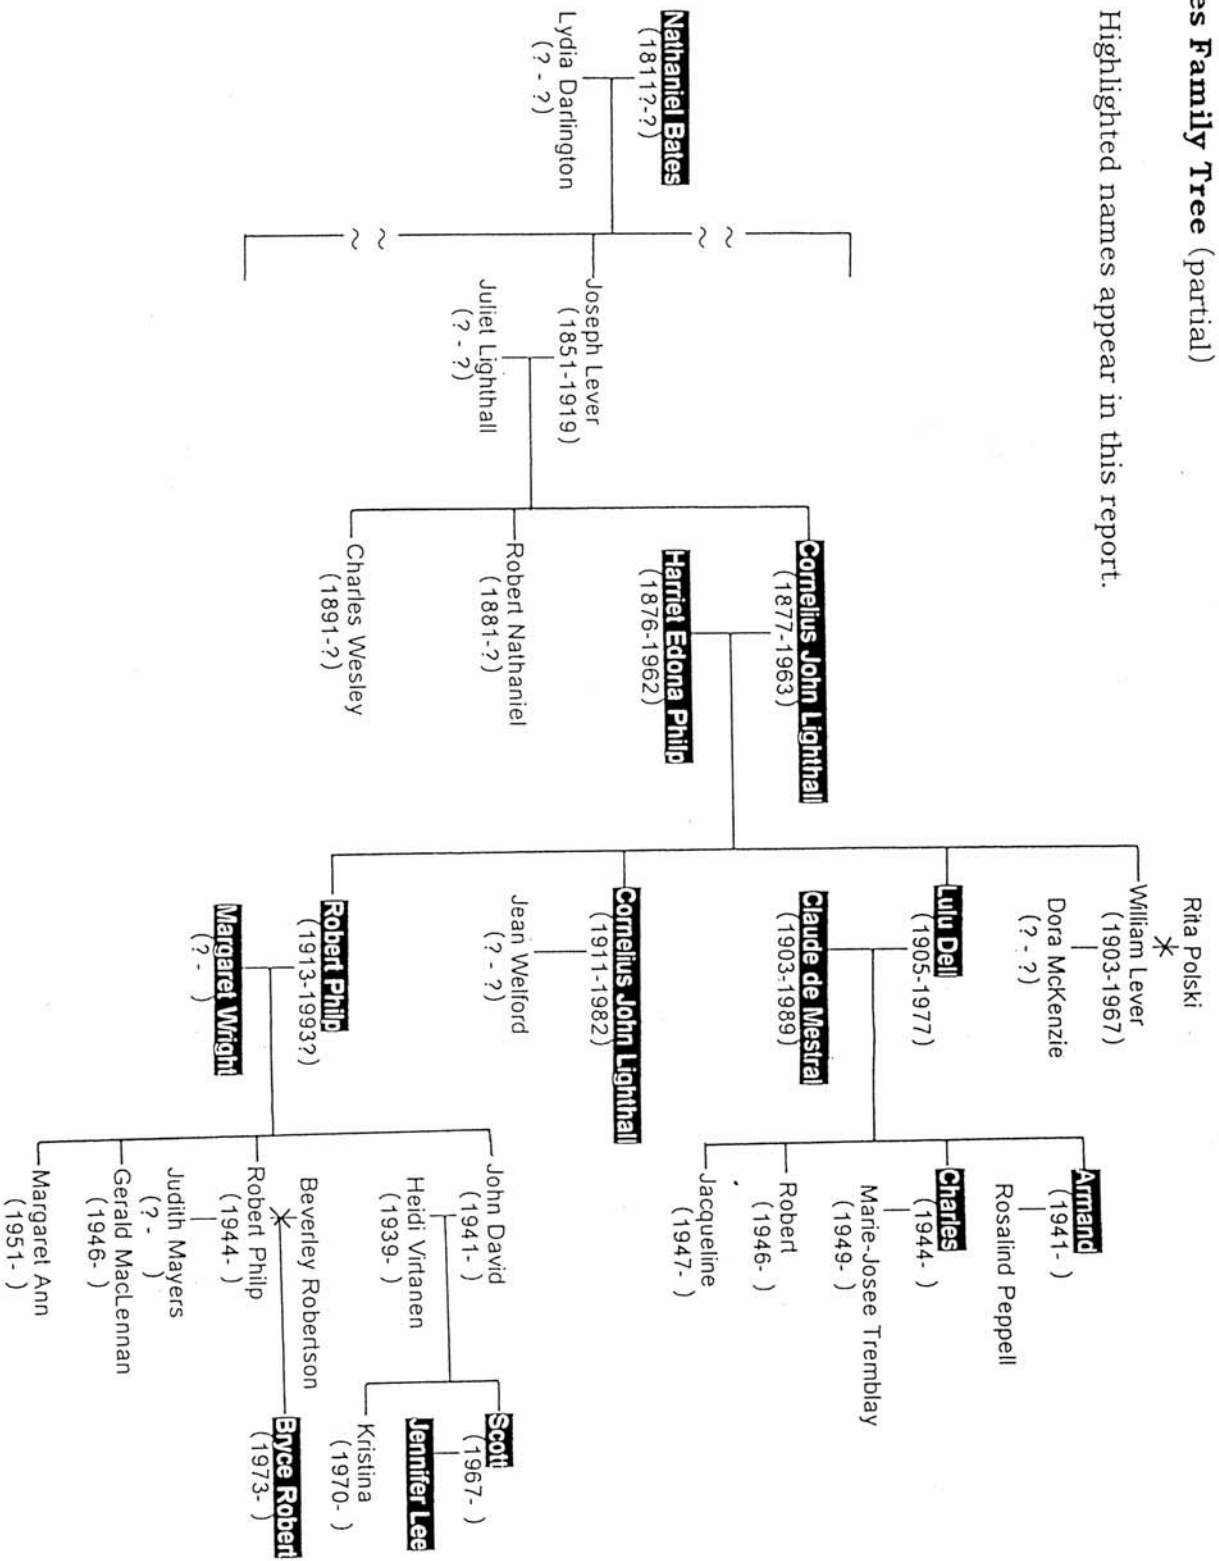 es Family Tree (partial)
Highlighted names appear in this report.
Nathaniel Bates
(1811?-?)
Lydia Darlington
(? - ?)
Joseph Lever
(1851-1919)
Juliet Lighthall
(? - ?)
Cornelius John Lighthall
(1877-1963)
Harriet Edona Philp
(1876-1962)
Robert Nathaniel
(1881-?)
Charles Wesley
(1891-?)
Rita Polski
William Lever
(1903-1967)
Dora McKenzie
(? - ?)
Lulu Dell
(1905-1977)
Claude de Mestral
(1903-1989)
Cornelius John Lighthall
(1911-1982)
Jean Welford
(? - ?)
Robert Philp
(1913-1993?)
Margaret Wright
(? - )
Armand
(1941- )
Rosalind Peppell
Charles
(1944- )
Marie-Josee Tremblay
(1949- )
Robert
(1946- )
Jacqueline
(1947- )
John David
(1941- )
Heidi Virtanen
(1939- )
Beverley Robertson
Robert Philp
(1944- )
Judith Mayers
(? - )
Gerald MacLennan
(1946- )
Margaret Ann
(1951- )
Scott
(1967- )
Jennifer Lee
Kristina
(1970- )
Bryce Robert
(1973- )